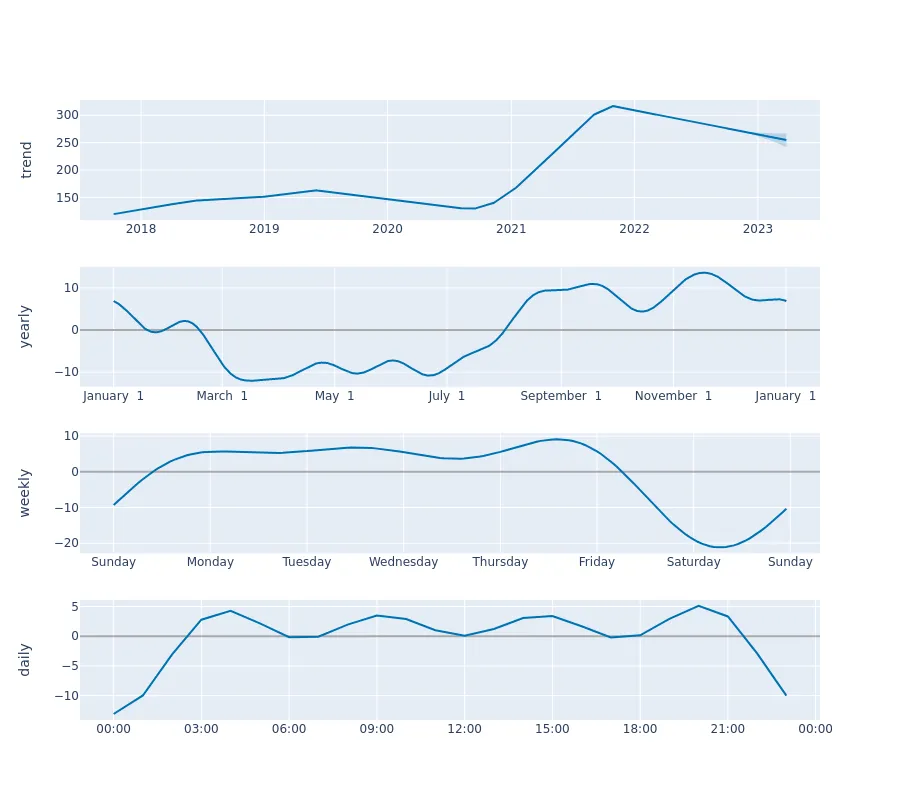 trend
300
250
200
150
2018 2019 2020 2021 2022 2023
yearly
10
0
−10
January 1 March 1 May 1 July 1 September 1 November 1 January 1
weekly
10
0
−10
−20
Sunday Monday Tuesday Wednesday Thursday Friday Saturday Sunday
daily
5
0
−5
−10
00:00 03:00 06:00 09:00 12:00 15:00 18:00 21:00 00:00